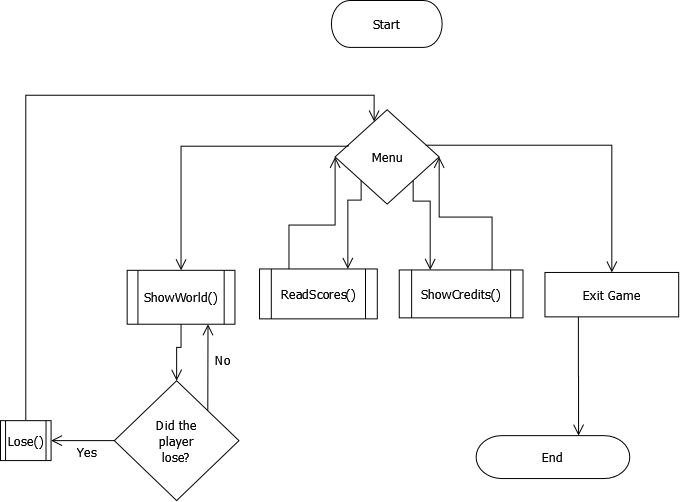 Start
Menu
ShowWorld()
ReadScores()
ShowCredits()
Exit Game
No
Did the
player
lose?
Lose()
Yes
End